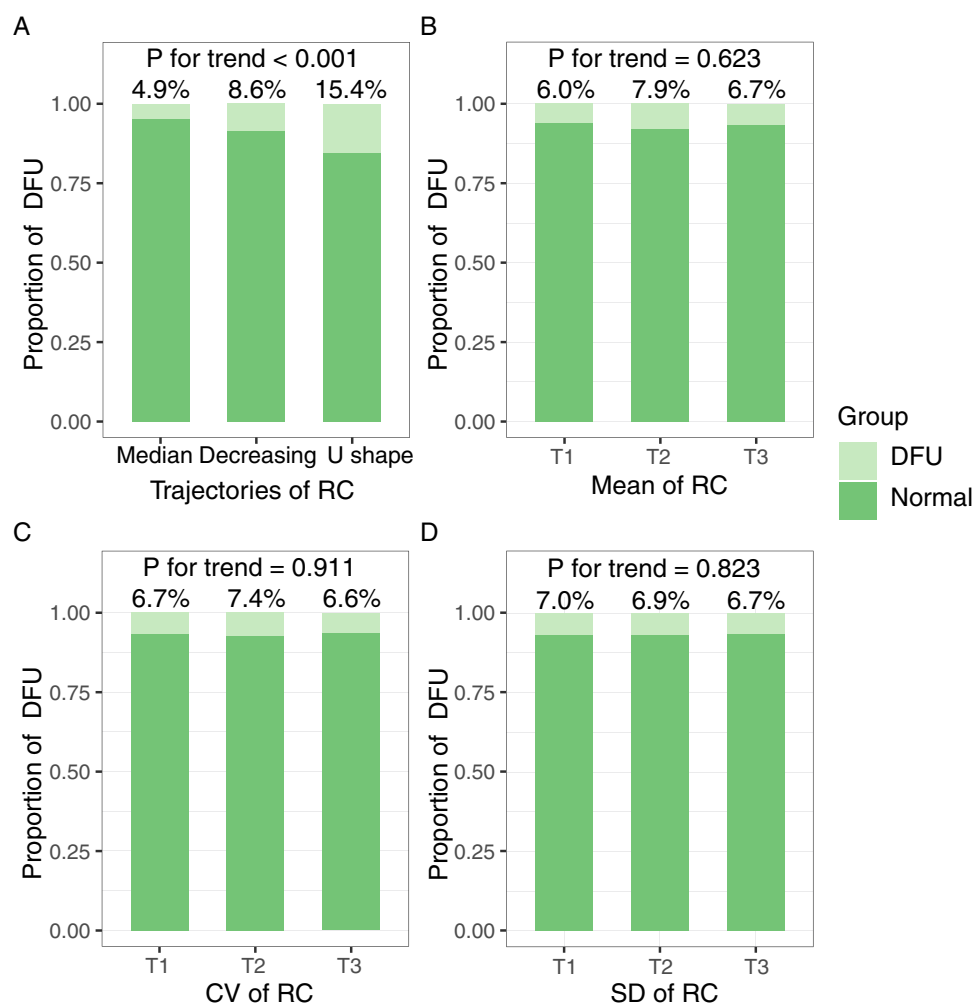 A
P for trend < 0.001
4.9% 8.6% 15.4%
1.00
0.75
0.50
0.25
0.00
Proportion of DFU
Median Decreasing U shape
Trajectories of RC
B
P for trend = 0.623
6.0% 7.9% 6.7%
1.00
0.75
0.50
0.25
0.00
Proportion of DFU
T1 T2 T3
Mean of RC
Group
DFU
Normal
C
P for trend = 0.911
6.7% 7.4% 6.6%
1.00
0.75
0.50
0.25
0.00
Proportion of DFU
T1 T2 T3
CV of RC
D
P for trend = 0.823
7.0% 6.9% 6.7%
1.00
0.75
0.50
0.25
0.00
Proportion of DFU
T1 T2 T3
SD of RC